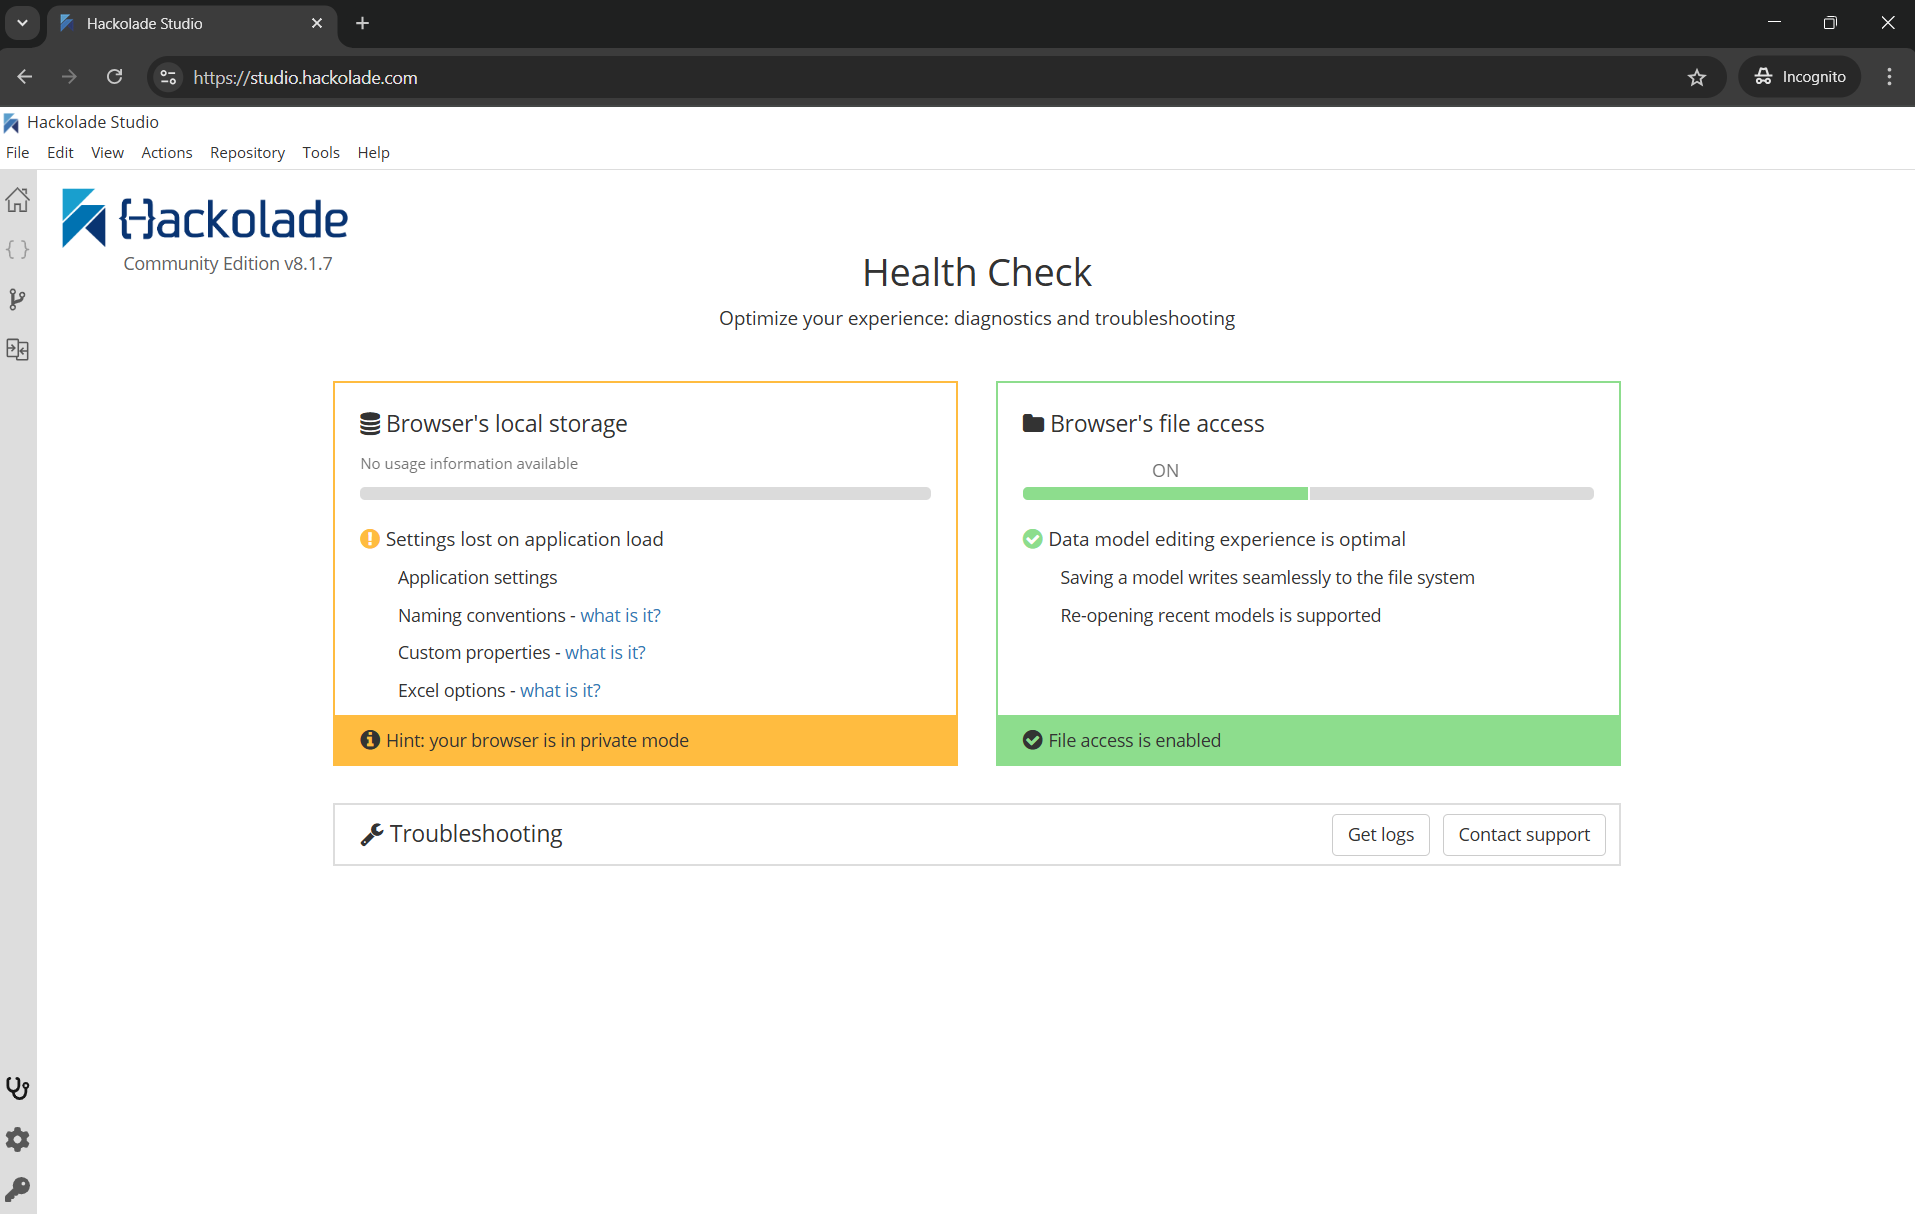 Hackolade Studio
https://studio.hackolade.com
Incognito
Hackolade Studio
File Edit View Actions Repository Tools Help
Hackolade
Community Edition v8.1.7
Health Check
Optimize your experience: diagnostics and troubleshooting
Browser's local storage
No usage information available
Settings lost on application load
Application settings
Naming conventions - what is it?
Custom properties - what is it?
Excel options - what is it?
Hint: your browser is in private mode
Browser's file access
ON
Data model editing experience is optimal
Saving a model writes seamlessly to the file system
Re-opening recent models is supported
File access is enabled
Troubleshooting
Get logs
Contact support